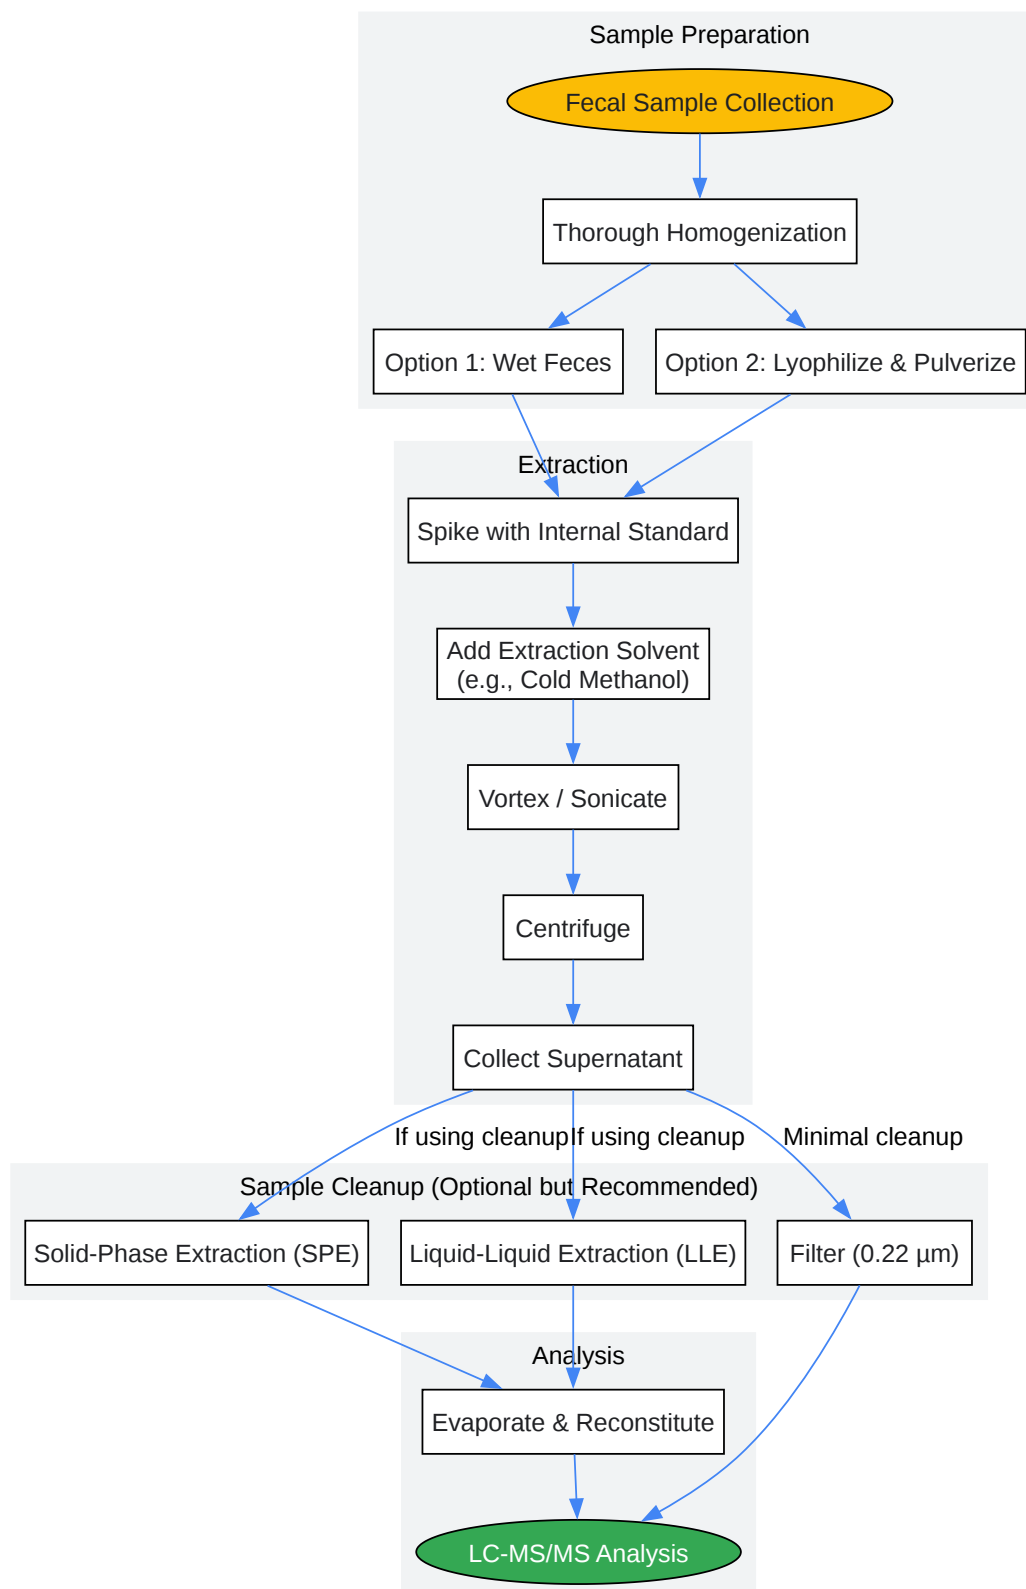 Sample Preparation
Fecal Sample Collection
Thorough Homogenization
Option 1: Wet Feces
Option 2: Lyophilize & Pulverize
Extraction
Spike with Internal Standard
Add Extraction Solvent
(e.g., Cold Methanol)
Vortex / Sonicate
Centrifuge
Collect Supernatant
If using cleanup
If using cleanup
Minimal cleanup
Sample Cleanup (Optional but Recommended)
Solid-Phase Extraction (SPE)
Liquid-Liquid Extraction (LLE)
Filter (0.22 µm)
Analysis
Evaporate & Reconstitute
LC-MS/MS Analysis